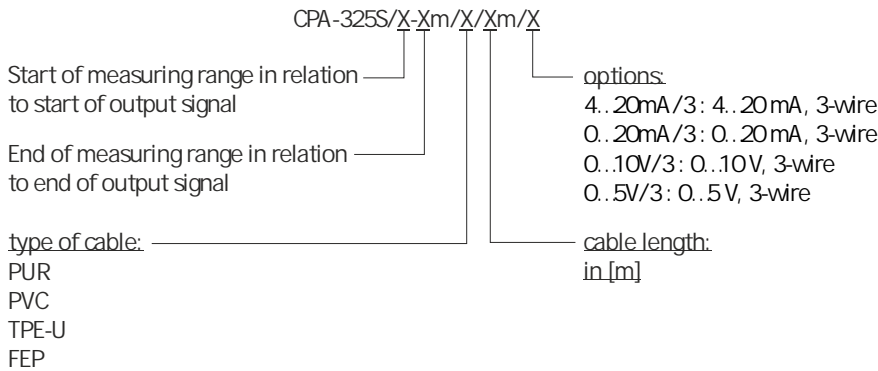 CPA-325S/X-Xm/X/Xm/X
Start of measuring range in relation
to start of output signal
End of measuring range in relation
to end of output signal
type of cable:
PUR
PVC
TPE-U
FEP
options:
4...20mA/3: 4...20 mA, 3-wire
0...20mA/3: 0...20 mA, 3-wire
0...10V/3: 0...10 V, 3-wire
0...5V/3: 0...5 V, 3-wire
cable length:
in [m]